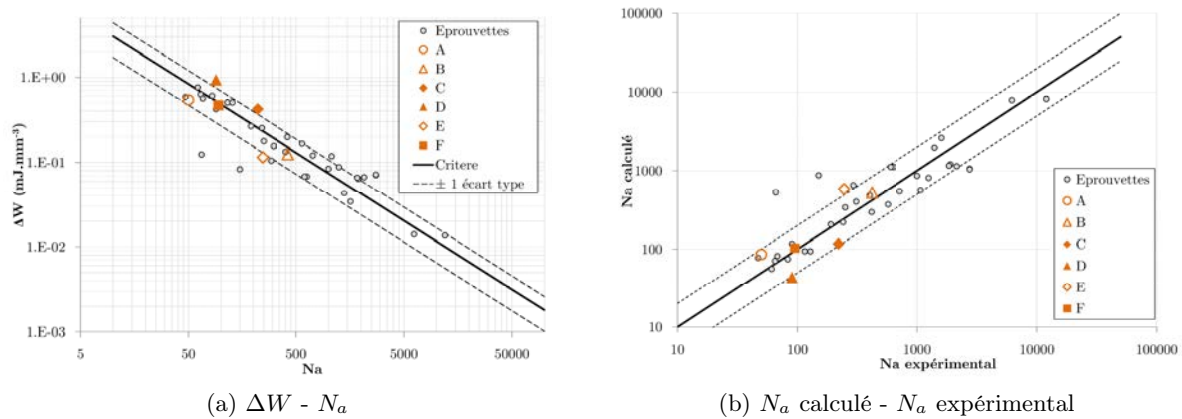 1.E+00
1.E-01
1.E-02
1.E-03
ΔW (mJ.mm⁻³)
5
50
500
5000
50000
Na
Eprouvettes
A
B
C
D
E
F
Critere
± 1 écart type
(a) ΔW - Nₐ
100000
10000
1000
100
10
Na calculé
10
100
1000
10000
100000
Na expérimental
Eprouvettes
A
B
C
D
E
F
(b) Nₐ calculé - Nₐ expérimental